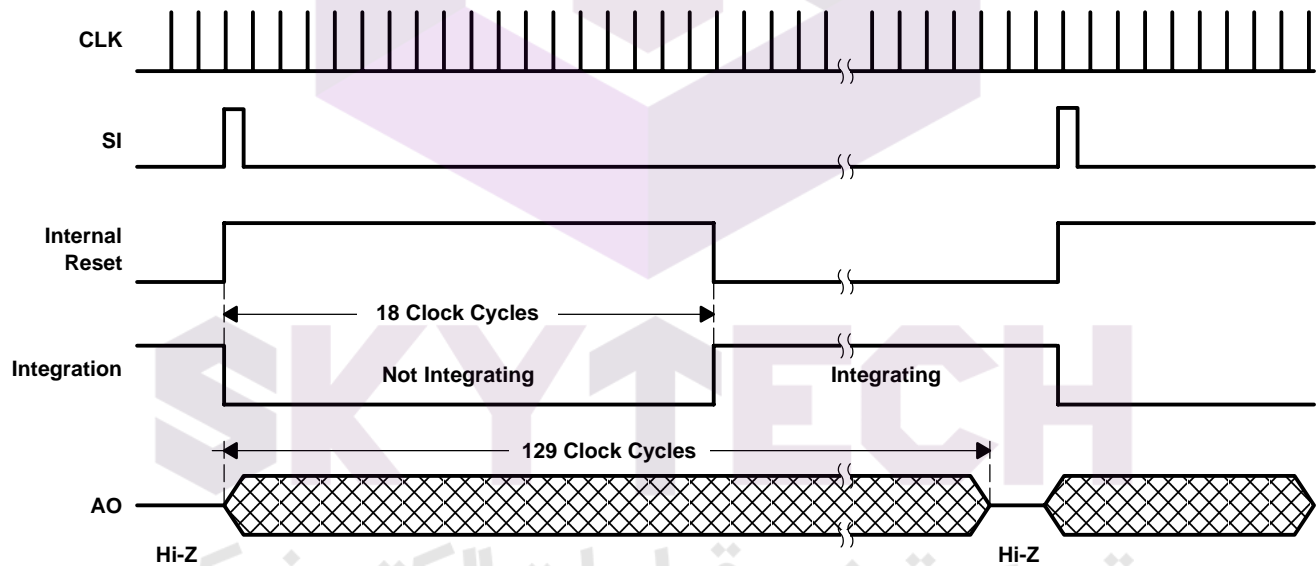 CLK
SI
Internal
Reset
18 Clock Cycles
Integration
Not Integrating
Integrating
129 Clock Cycles
AO
Hi-Z
Hi-Z
SKYTECH